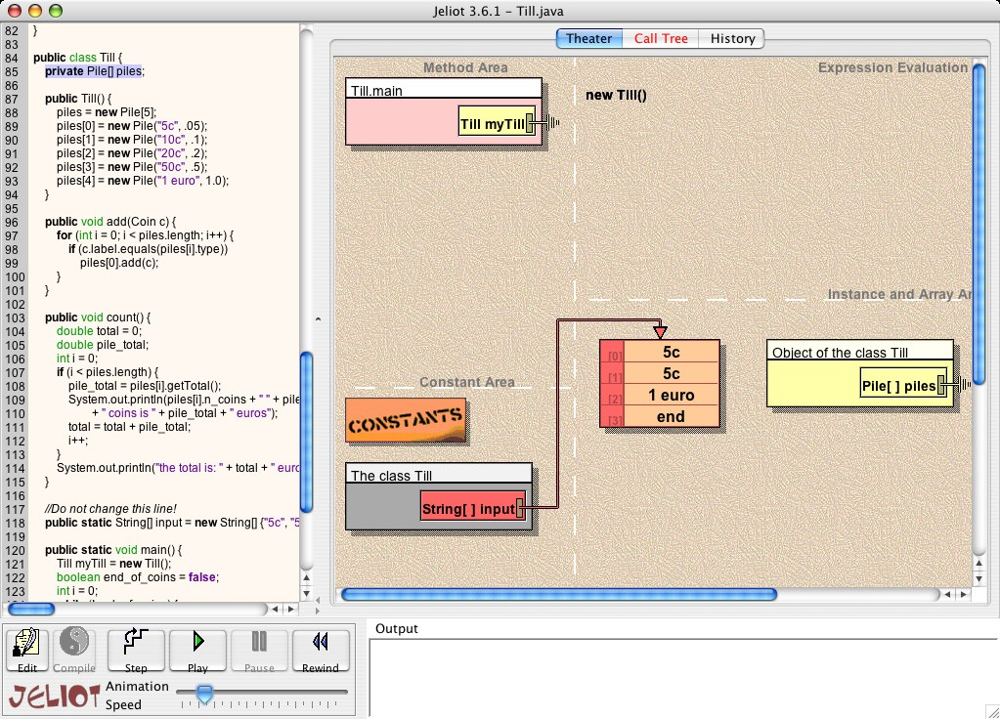 Jeliot 3.6.1 – Till.java
82 }
83
84 public class Till {
85 private Pile[] piles;
86
87 public Till() {
88 piles = new Pile[5];
89 piles[0] = new Pile("5c", .05);
90 piles[1] = new Pile("10c", .1);
91 piles[2] = new Pile("20c", .2);
92 piles[3] = new Pile("50c", .5);
93 piles[4] = new Pile("1 euro", 1.0);
94 }
95
96 public void add(Coin c) {
97 for (int i = 0; i < piles.length; i++) {
98 if (c.label.equals(piles[i].type))
99 piles[0].add(c);
100 }
101 }
102
103 public void count() {
104 double total = 0;
105 double pile_total;
106 int i = 0;
107 if (i < piles.length) {
108 pile_total = piles[i].getTotal();
109 System.out.println(piles[i].n_coins + " " + pile
110 + " coins is " + pile_total + " euros");
111 total = total + pile_total;
112 i++;
113 }
114 System.out.println("the total is: " + total + " euro
115 }
116
117 //Do not change this line!
118 public static String[] input = new String[] {"5c", "5
119
120 public static void main() {
121 Till myTill = new Till();
122 boolean end_of_coins = false;
123 int i = 0;
Theater Call Tree History
Method Area
Expression Evaluation
Till.main
Till myTill
new Till()
Instance and Array Ar
Constant Area
CONSTANTS
The class Till
String[ ] input
[0] 5c
[1] 5c
[2] 1 euro
[3] end
Object of the class Till
Pile[ ] piles
Edit Compile Step Play Pause Rewind
JELIOT
Animation
Speed
Output